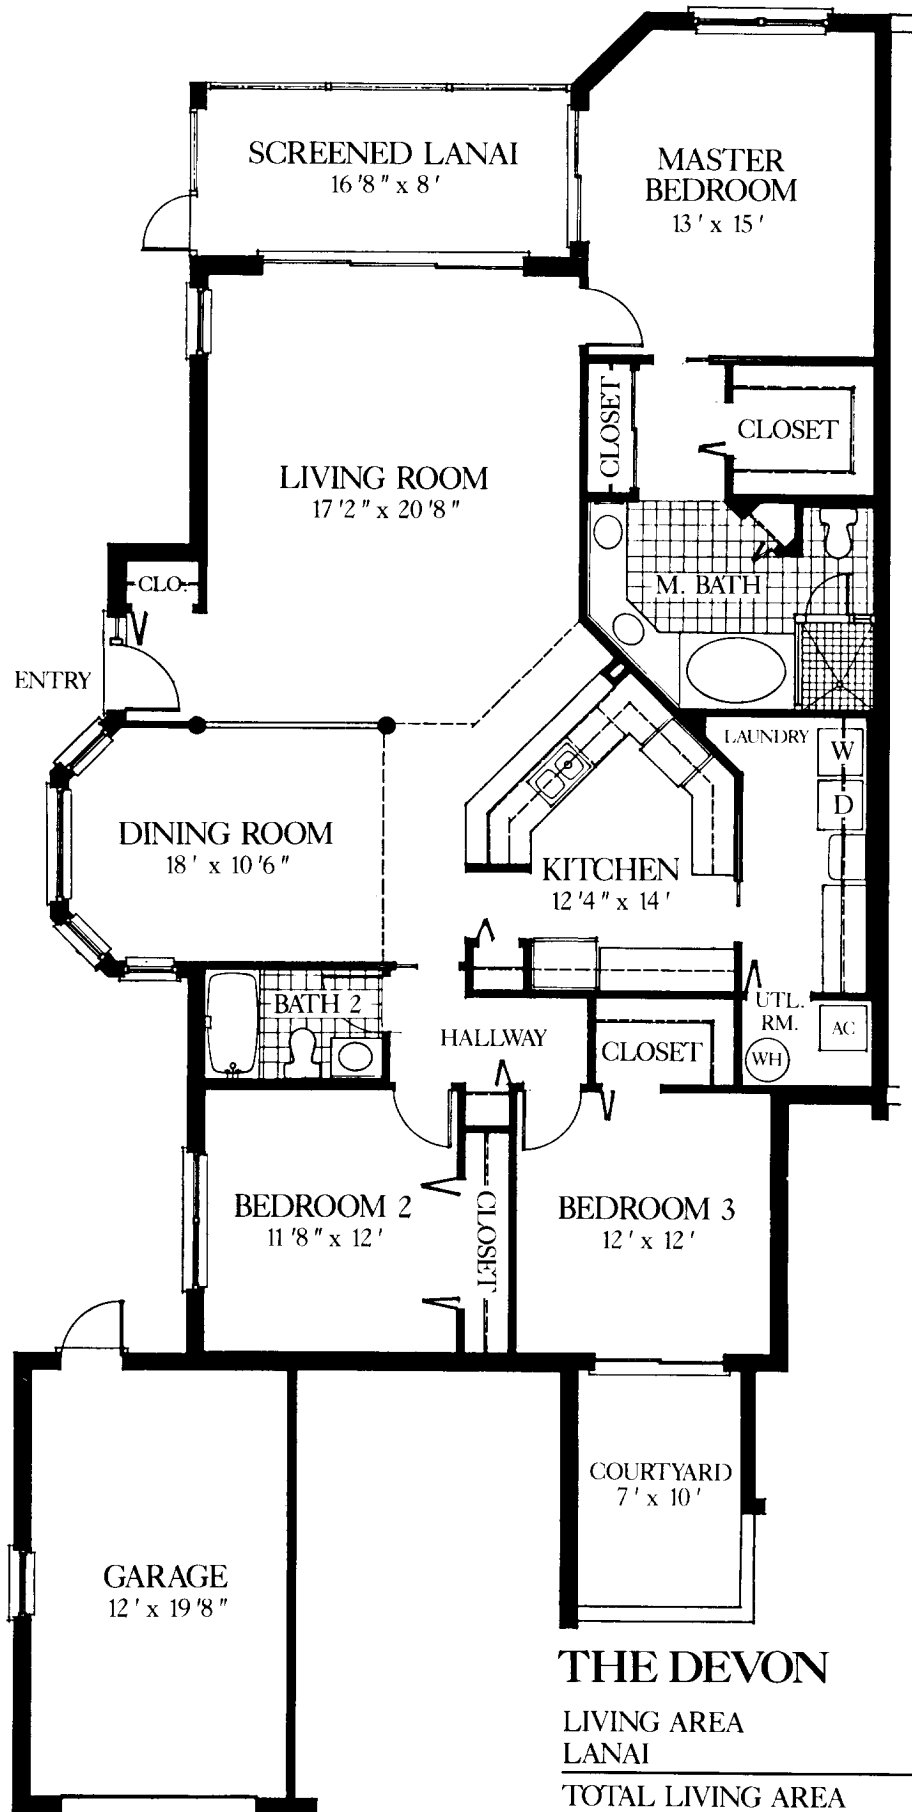 SCREENED LANAI
16'8" x 8'
MASTER
BEDROOM
13' x 15'
CLOSET
CLOSET
LIVING ROOM
17'2" x 20'8"
CLO.
M. BATH
ENTRY
LAUNDRY
W
D
DINING ROOM
18' x 10'6"
KITCHEN
12'4" x 14'
BATH 2
HALLWAY
CLOSET
UTL.
RM.
AC
WH
BEDROOM 2
11'8" x 12'
CLOSET
BEDROOM 3
12' x 12'
COURTYARD
7' x 10'
GARAGE
12' x 19'8"
THE DEVON
LIVING AREA
LANAI
TOTAL LIVING AREA